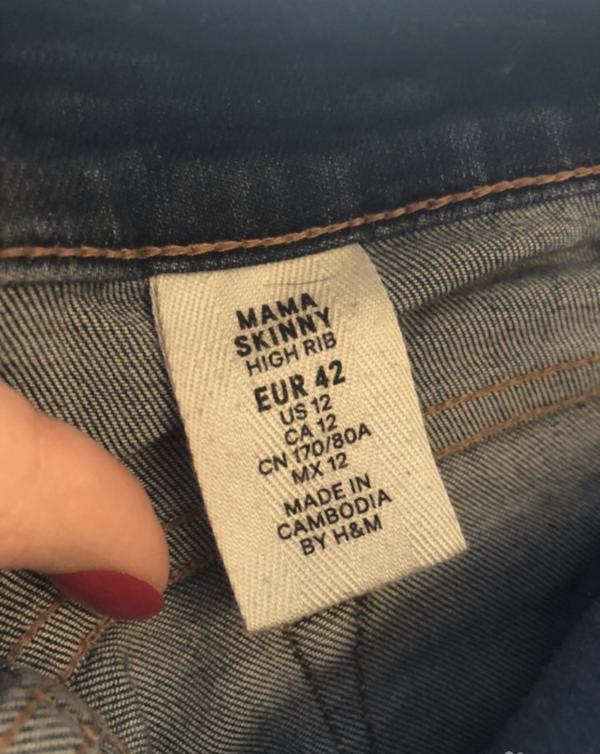 MAMA
SKINNY
HIGH RIB
EUR 42
US 12
CA 12
CN 170/80A
MX 12
MADE IN
CAMBODIA
BY H&M